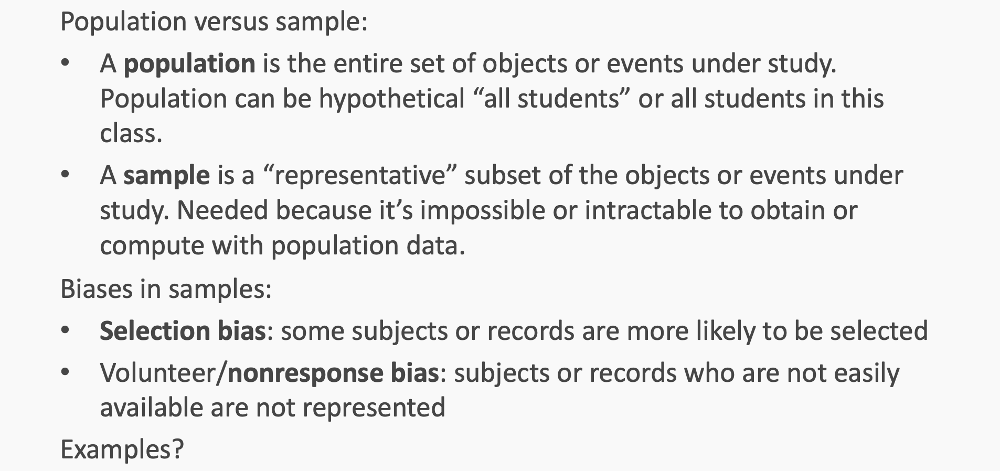 Population versus sample:
• A population is the entire set of objects or events under study.
Population can be hypothetical “all students” or all students in this
class.
• A sample is a “representative” subset of the objects or events under
study. Needed because it’s impossible or intractable to obtain or
compute with population data.
Biases in samples:
• Selection bias: some subjects or records are more likely to be selected
• Volunteer/nonresponse bias: subjects or records who are not easily
available are not represented
Examples?